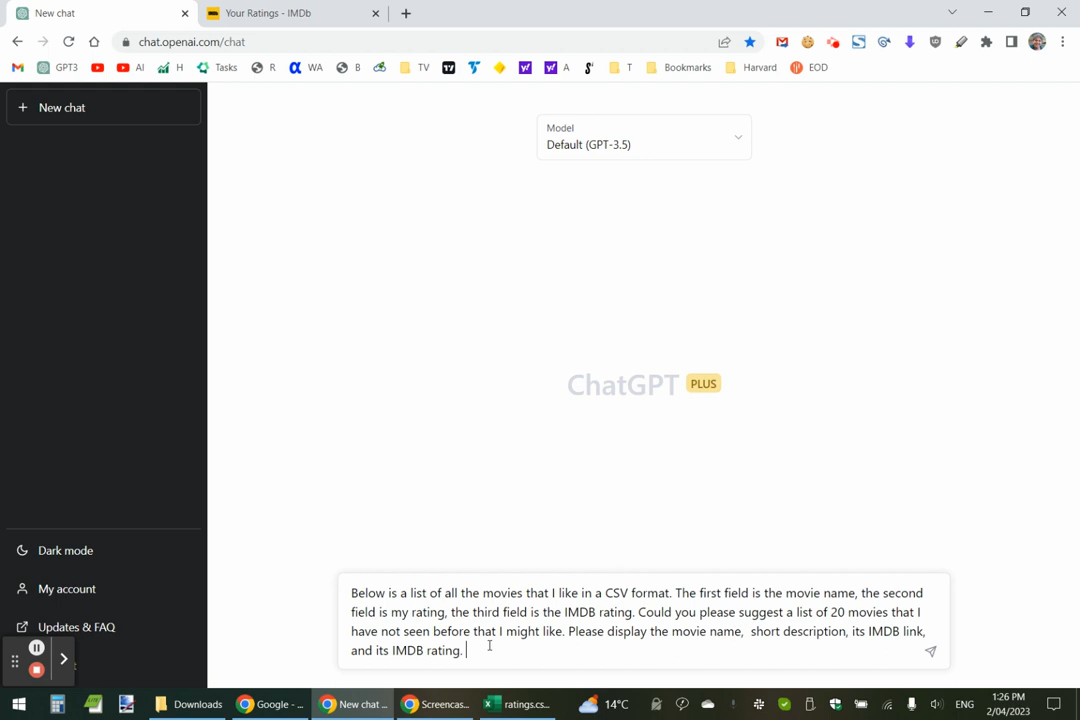 New chat
Your Ratings - IMDb
chat.openai.com/chat
GPT3 AI H Tasks R WA B TV A T Bookmarks Harvard EOD
+ New chat
Model
Default (GPT-3.5)
ChatGPT PLUS
Dark mode
My account
Updates & FAQ
Below is a list of all the movies that I like in a CSV format. The first field is the movie name, the second
field is my rating, the third field is the IMDB rating. Could you please suggest a list of 20 movies that I
have not seen before that I might like. Please display the movie name,  short description, its IMDB link,
and its IMDB rating.
Downloads Google - ... New chat ... Screencas... ratings.cs... 14°C ENG
1:26 PM
2/04/2023